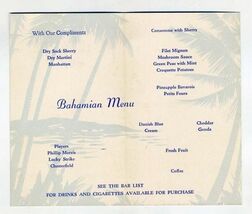 With Our Compliments
Dry Sack Sherry
Dry Martini
Manhattan
Bahamian Menu
Players
Phillip Morris
Lucky Strike
Chesterfield
Consomme with Sherry
Filet Mignon
Mushroom Sauce
Green Peas with Mint
Croquette Potatoes
Pineapple Bavarois
Petits Fours
Danish Blue Cheddar
Cream Gouda
Fresh Fruit
Coffee
SEE THE BAR LIST
FOR DRINKS AND CIGARETTES AVAILABLE FOR PURCHASE